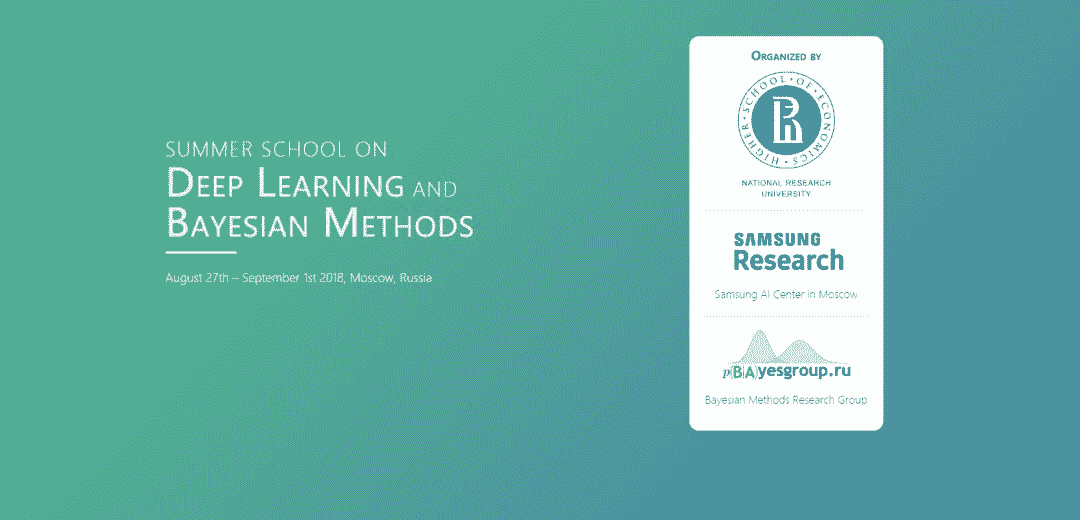 SUMMER SCHOOL ON
DEEP LEARNING AND
BAYESIAN METHODS
August 27th – September 1st 2018, Moscow, Russia
ORGANIZED BY
HIGHER · SCHOOL · OF · ECONOMICS
NATIONAL RESEARCH
UNIVERSITY
SAMSUNG
Research
Samsung AI Center in Moscow
p(B|A)yesgroup.ru
Bayesian Methods Research Group